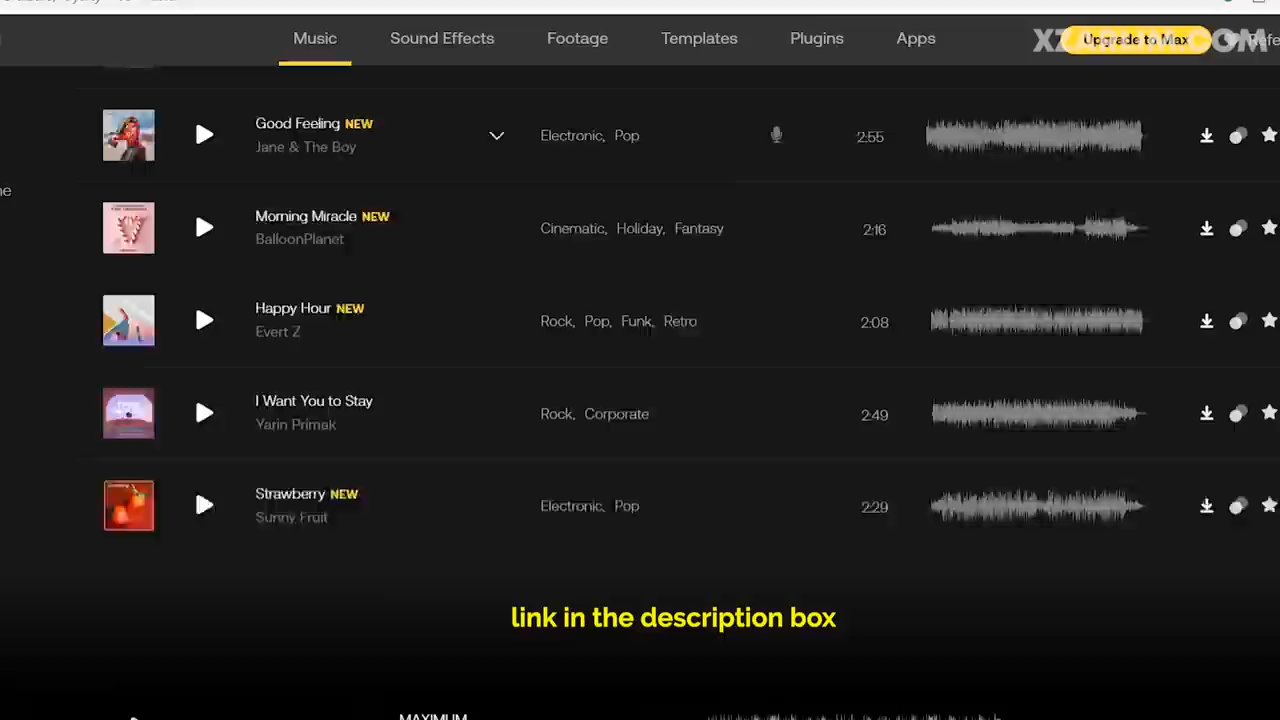 Music Sound Effects Footage Templates Plugins Apps Upgrade to Max Refe
Good Feeling NEW
Jane & The Boy
Electronic, Pop
2:55
Morning Miracle NEW
BalloonPlanet
Cinematic, Holiday, Fantasy
2:16
Happy Hour NEW
Evert Z
Rock, Pop, Funk, Retro
2:08
I Want You to Stay
Yarin Primak
Rock, Corporate
2:49
Strawberry NEW
Sunny Fruit
Electronic, Pop
2:29
link in the description box
MAXIMUM